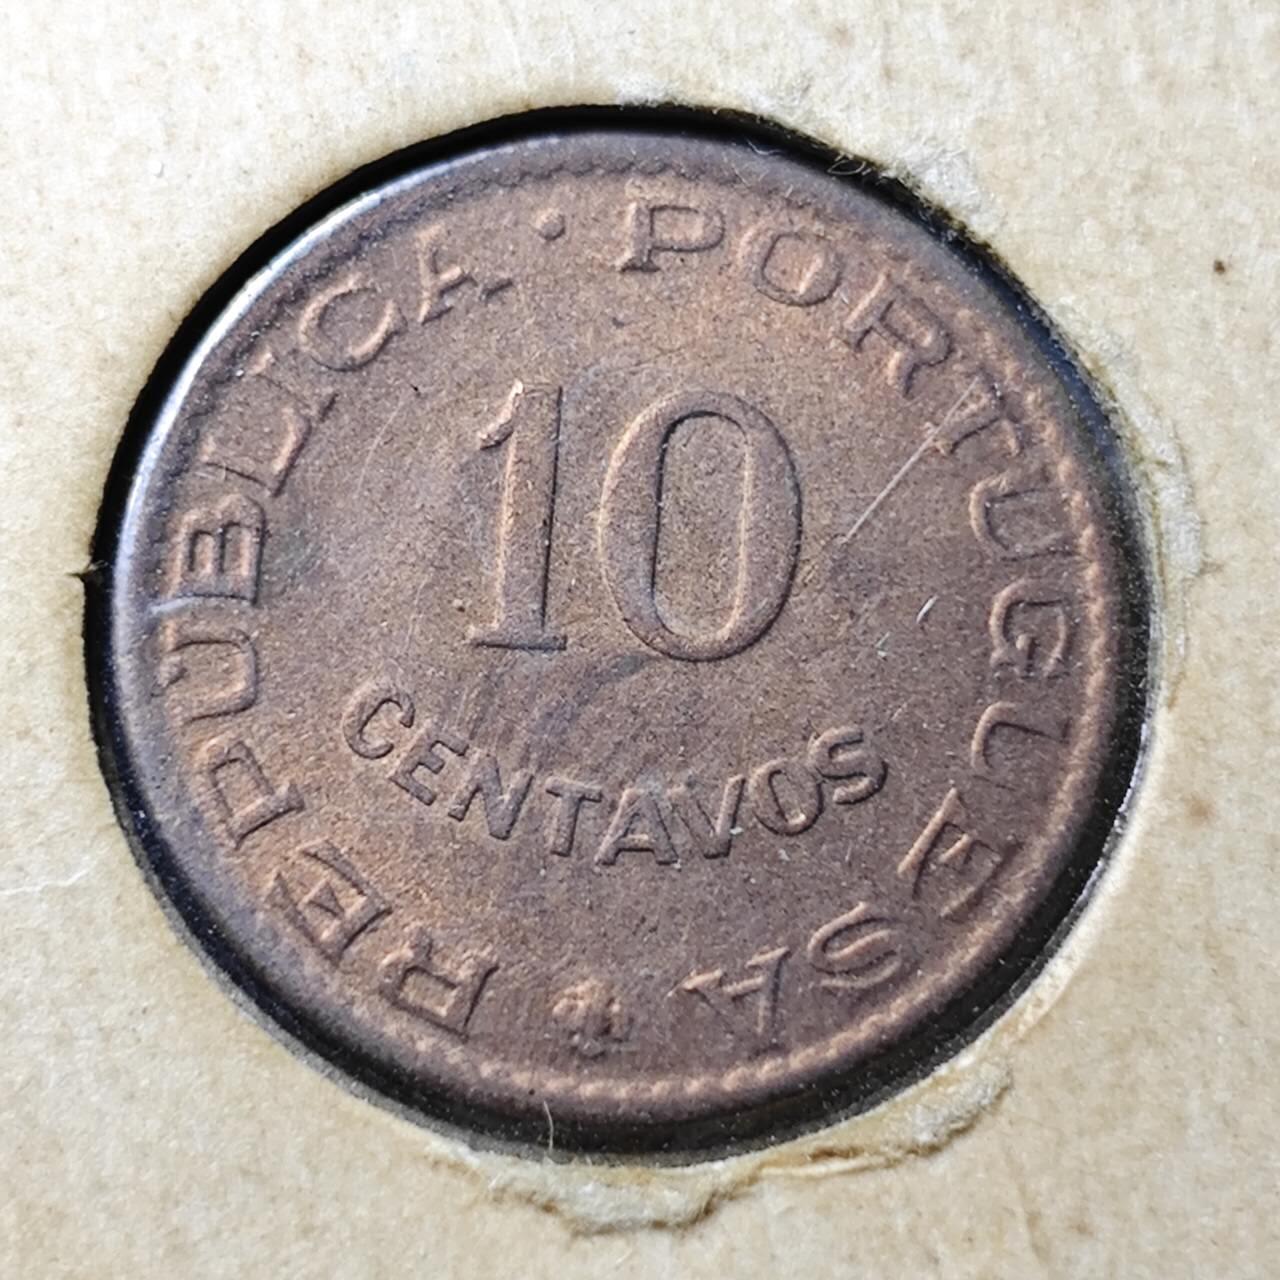 REPUBLICA · PORTUGUESA
10
CENTAVOS